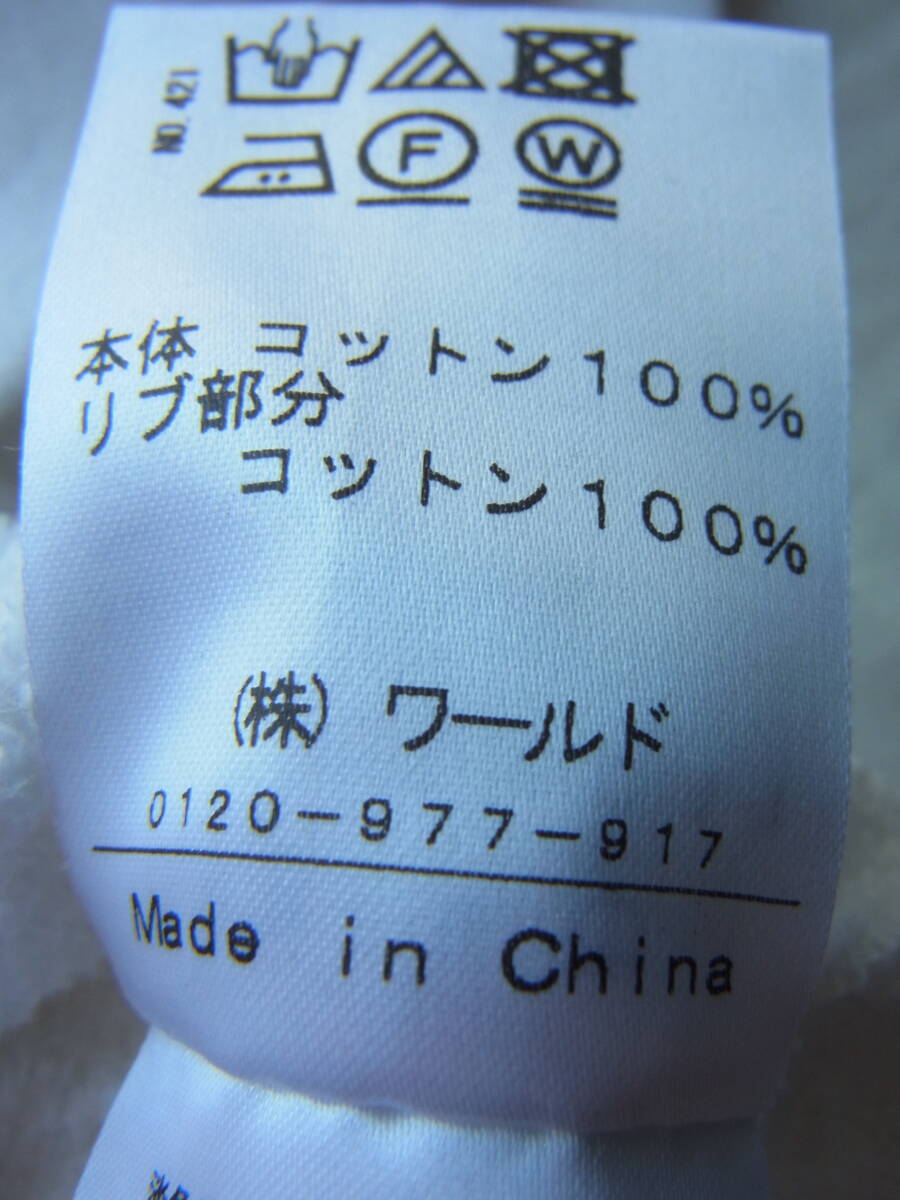 NO.421
F W
本体 コットン100%
リブ部分
コットン100%
(株) ワールド
0120-977-917
Made in China